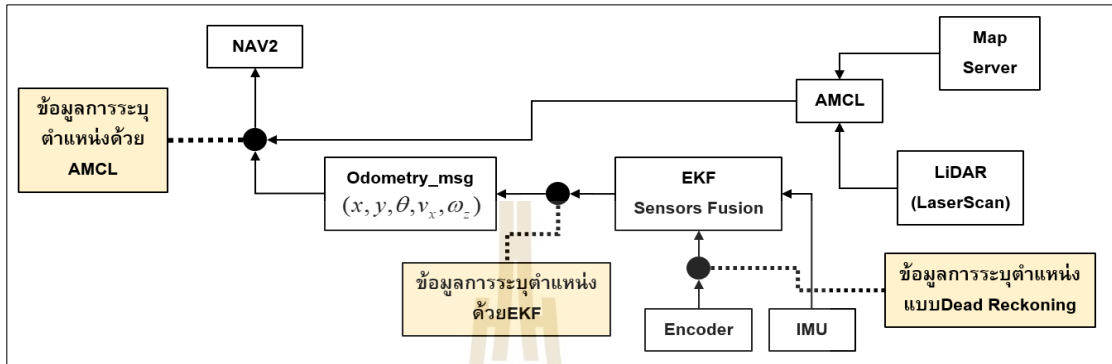 NAV2
Map
Server
ข้อมูลการระบุ
ตำแหน่งด้วย
AMCL
AMCL
Odometry_msg
(x, y, θ, v_x, ω_z)
EKF
Sensors Fusion
LiDAR
(LaserScan)
ข้อมูลการระบุตำแหน่ง
ด้วยEKF
ข้อมูลการระบุตำแหน่ง
แบบDead Reckoning
Encoder
IMU